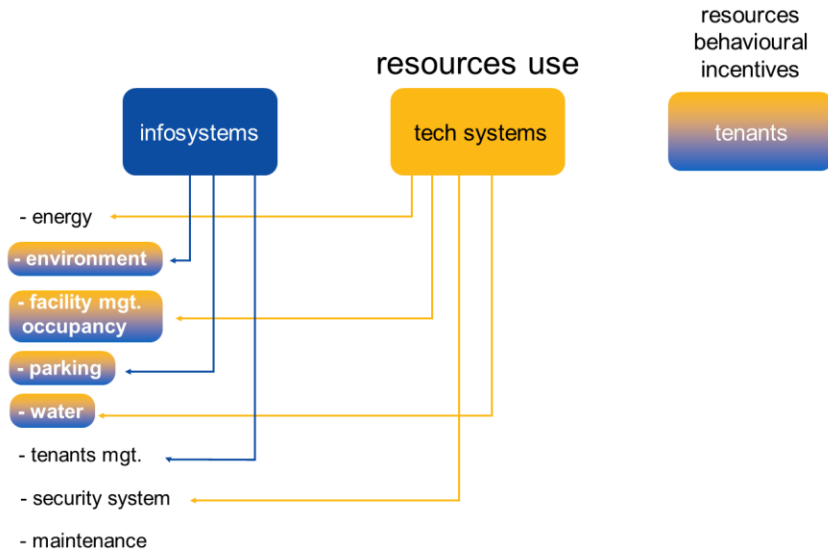 resources
behavioural
incentives
resources use
infosystems
tech systems
tenants
- energy
- environment
- facility mgt.
occupancy
- parking
- water
- tenants mgt.
- security system
- maintenance